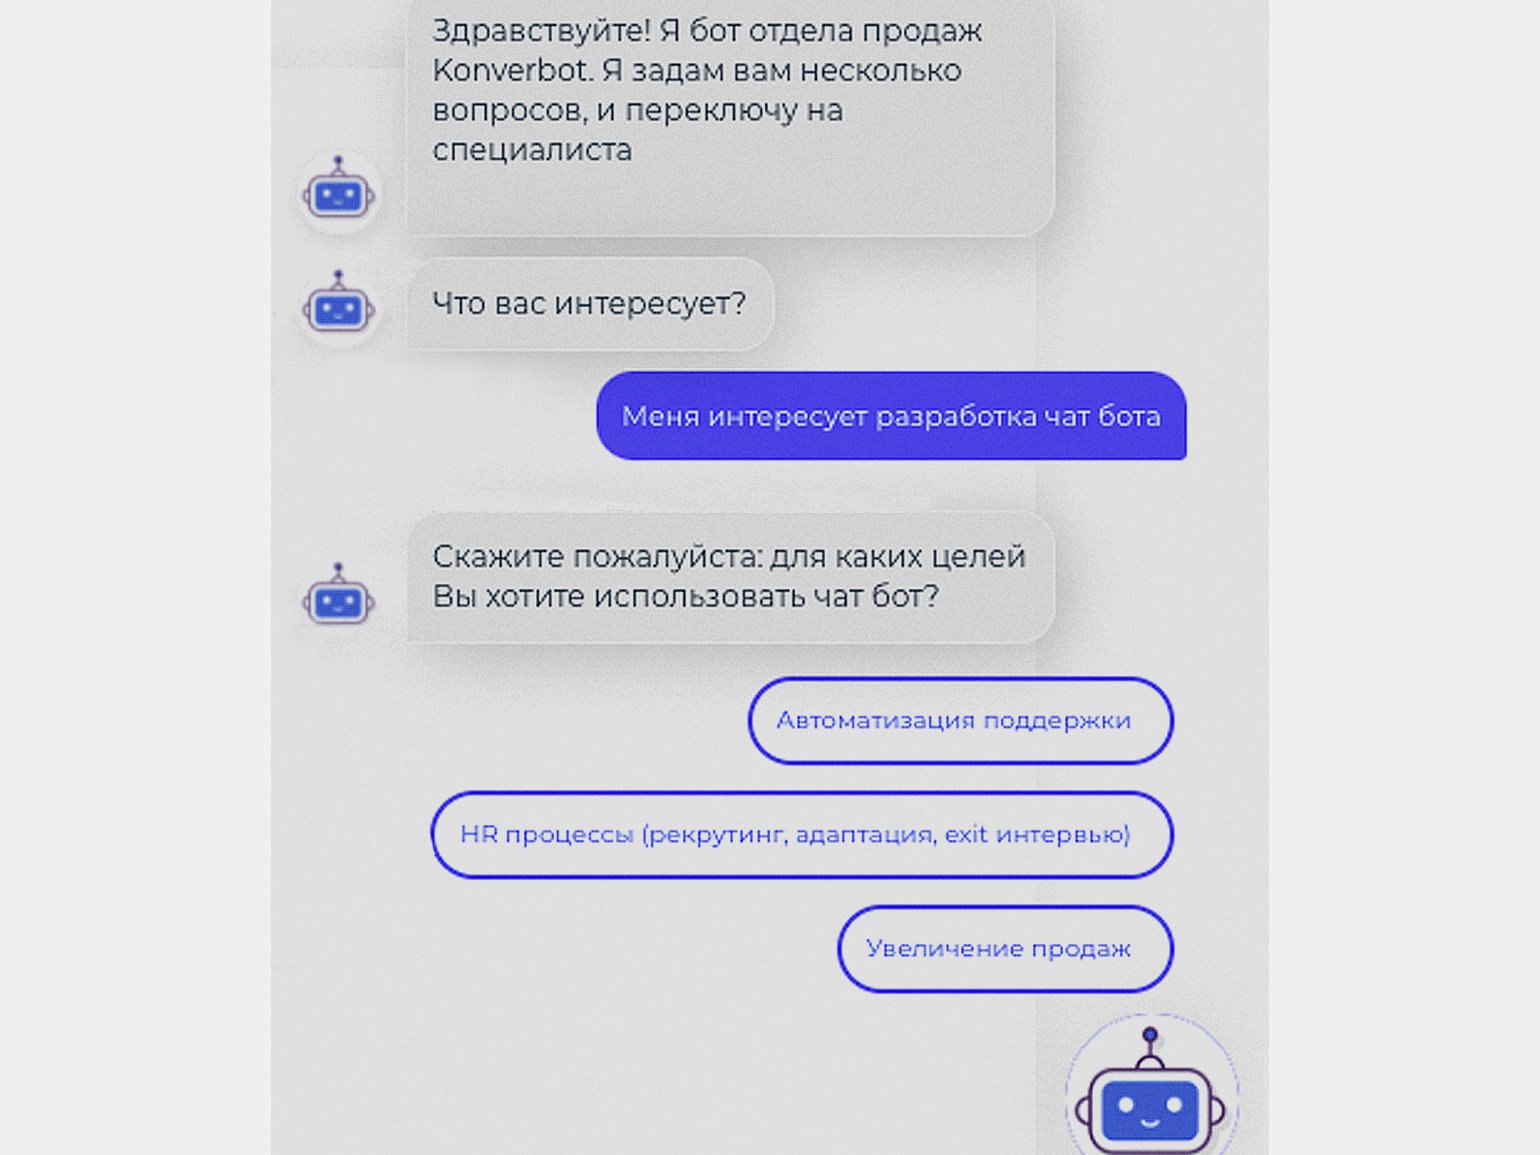 Здравствуйте! Я бот отдела продаж
Konverbot. Я задам вам несколько
вопросов, и переключу на
специалиста
Что вас интересует?
Меня интересует разработка чат бота
Скажите пожалуйста: для каких целей
Вы хотите использовать чат бот?
Автоматизация поддержки
HR процессы (рекрутинг, адаптация, exit интервью)
Увеличение продаж